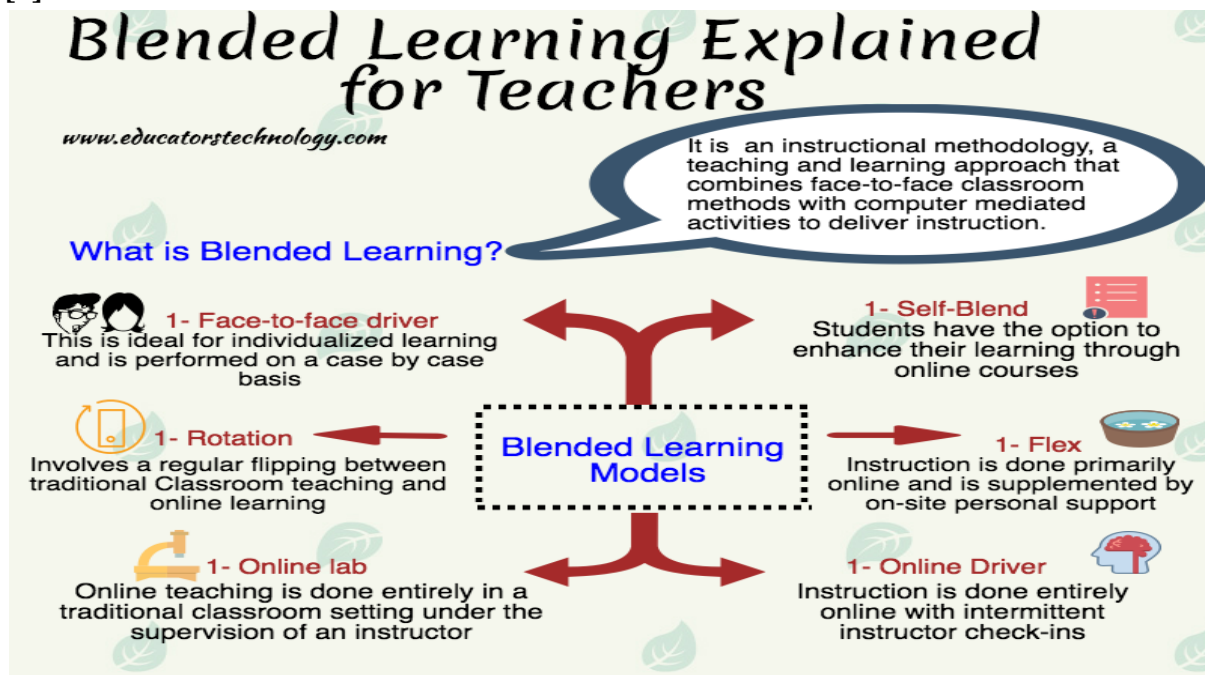 Blended Learning Explained
for Teachers
www.educatorstechnology.com
It is an instructional methodology, a
teaching and learning approach that
combines face-to-face classroom
methods with computer mediated
activities to deliver instruction.
What is Blended Learning?
1- Face-to-face driver
This is ideal for individualized learning
and is performed on a case by case
basis
1- Self-Blend
Students have the option to
enhance their learning through
online courses
1- Rotation
Involves a regular flipping between
traditional Classroom teaching and
online learning
Blended Learning
Models
1- Flex
Instruction is done primarily
online and is supplemented by
on-site personal support
1- Online lab
Online teaching is done entirely in a
traditional classroom setting under the
supervision of an instructor
1- Online Driver
Instruction is done entirely
online with intermittent
instructor check-ins